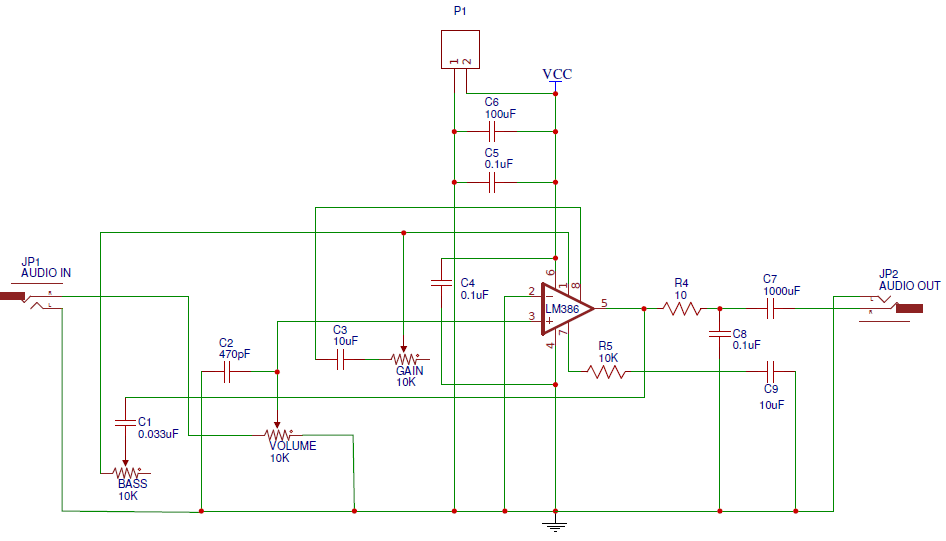 P1
1 2
VCC
C6
100uF
C5
0.1uF
JP1
AUDIO IN
R
L
C4
0.1uF
6
1
8
2
3
LM386
5
4
7
R4
10
C7
1000uF
JP2
AUDIO OUT
L
R
C8
0.1uF
C3
10uF
GAIN
10K
C2
470pF
R5
10K
C9
10uF
C1
0.033uF
VOLUME
10K
BASS
10K